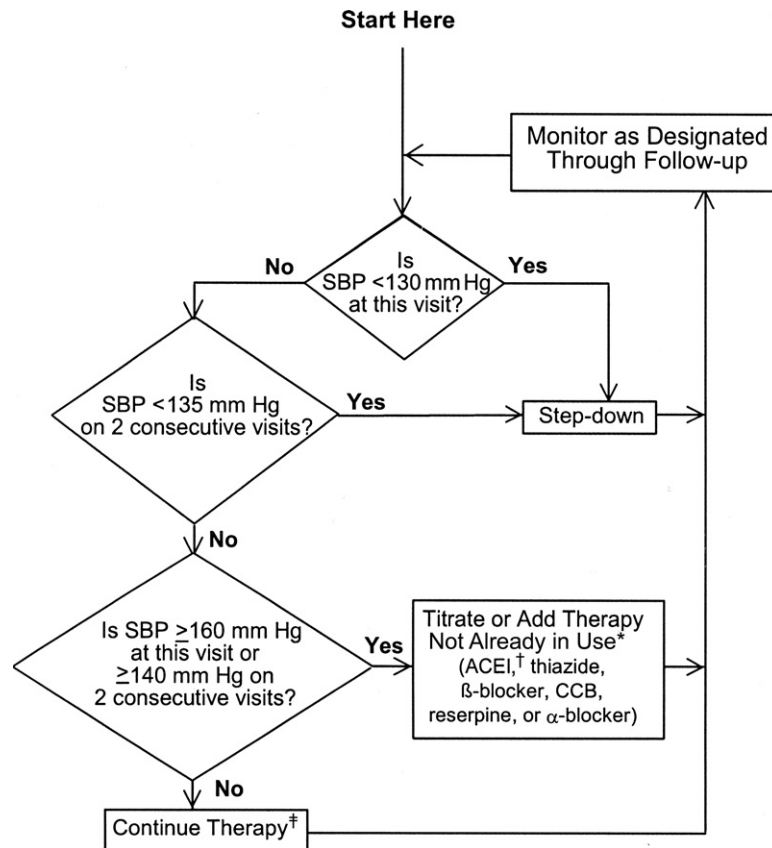 Start Here
Monitor as Designated
Through Follow-up
Is
SBP <130 mm Hg
at this visit?
No
Yes
Is
SBP <135 mm Hg
on 2 consecutive visits?
Yes
Step-down
No
Is SBP ≥160 mm Hg
at this visit or
≥140 mm Hg on
2 consecutive visits?
Yes
Titrate or Add Therapy
Not Already in Use*
(ACEI,† thiazide,
ß-blocker, CCB,
reserpine, or α-blocker)
No
Continue Therapy‡